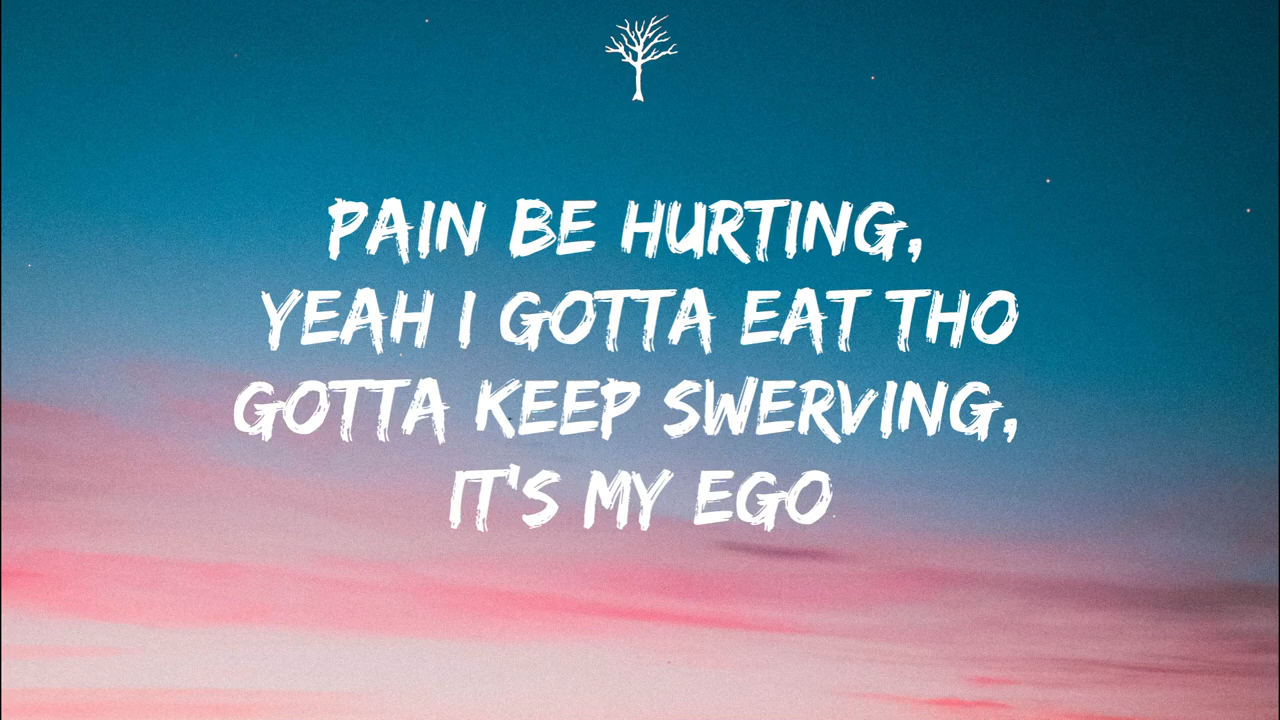 PAIN BE HURTING,
YEAH I GOTTA EAT THO
GOTTA KEEP SWERVING,
IT'S MY EGO